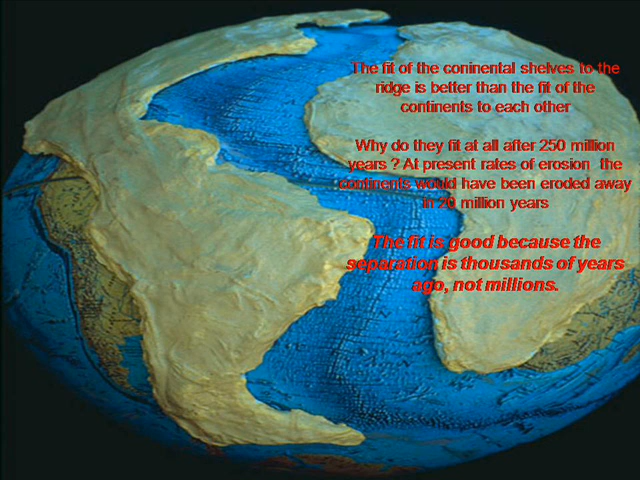 The fit of the coninental shelves to the
ridge is better than the fit of the
continents to each other
Why do they fit at all after 250 million
years ? At present rates of erosion the
continents would have been eroded away
in 20 million years
The fit is good because the
separation is thousands of years
ago, not millions.